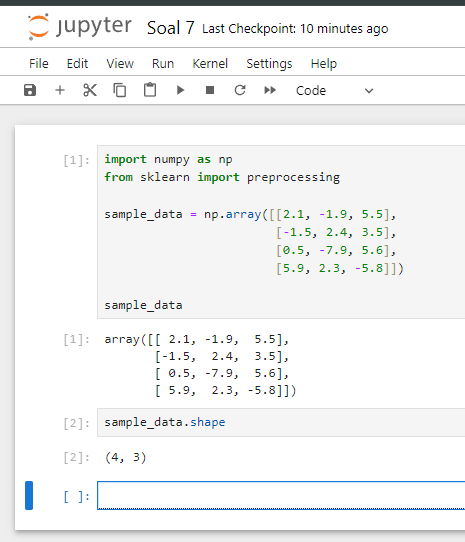 jupyter Soal 7 Last Checkpoint: 10 minutes ago
File Edit View Run Kernel Settings Help
Code
[1]: import numpy as np
from sklearn import preprocessing
sample_data = np.array([[2.1, -1.9, 5.5],
[-1.5, 2.4, 3.5],
[0.5, -7.9, 5.6],
[5.9, 2.3, -5.8]])
sample_data
[1]: array([[ 2.1, -1.9,  5.5],
[-1.5,  2.4,  3.5],
[ 0.5, -7.9,  5.6],
[ 5.9,  2.3, -5.8]])
[2]: sample_data.shape
[2]: (4, 3)
[ ]: